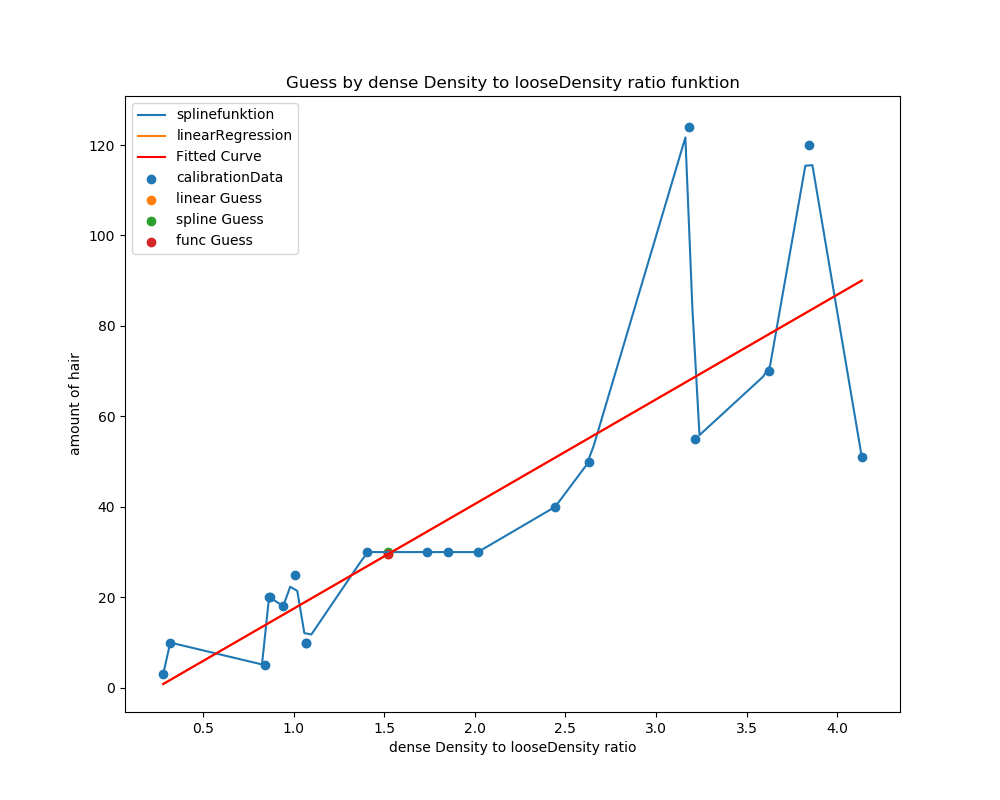 Guess by dense Density to looseDensity ratio funktion
splinefunktion
linearRegression
Fitted Curve
calibrationData
linear Guess
spline Guess
func Guess
120
100
80
60
40
20
0
amount of hair
0.5 1.0 1.5 2.0 2.5 3.0 3.5 4.0
dense Density to looseDensity ratio